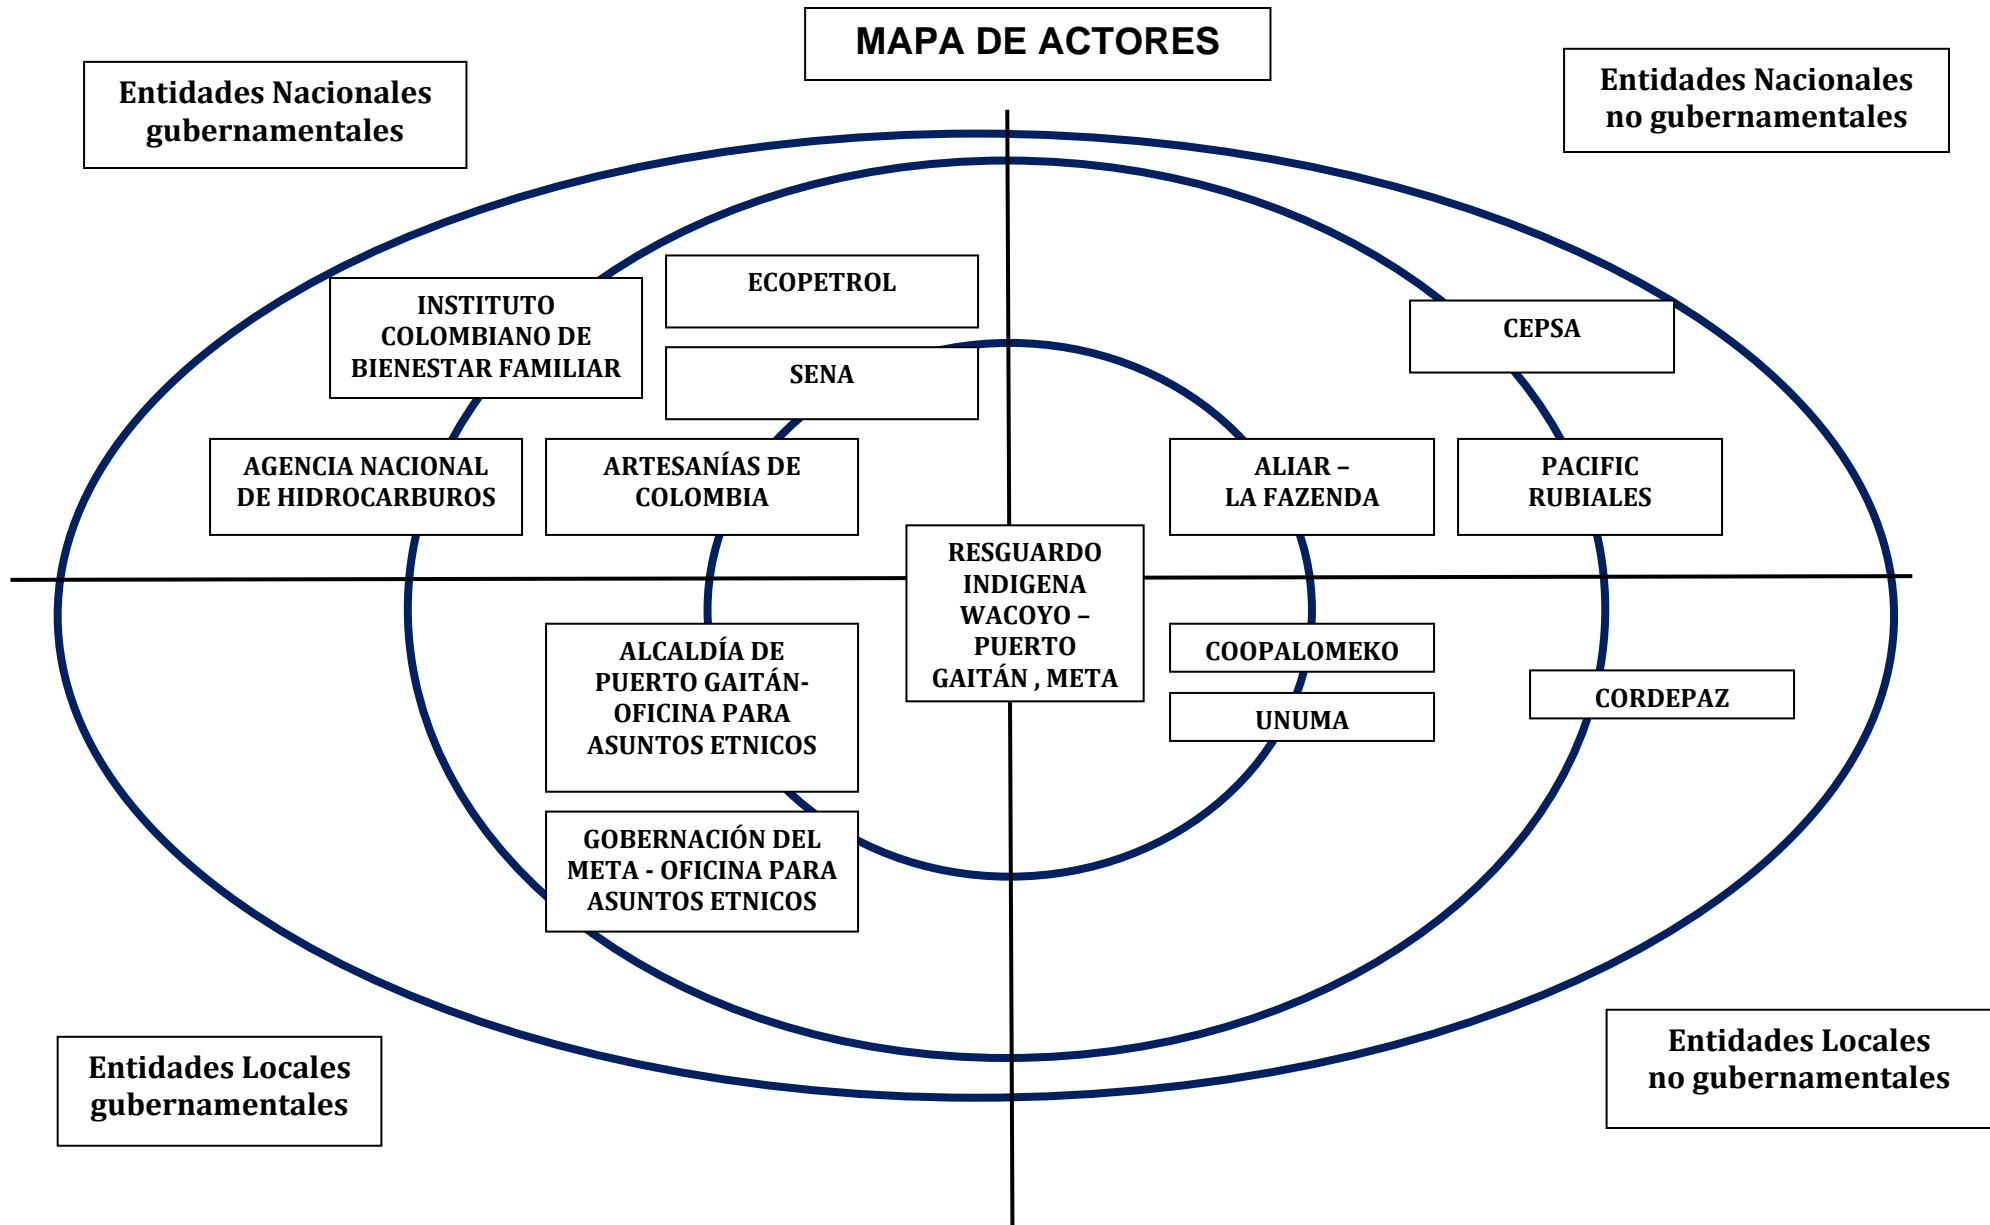 MAPA DE ACTORES
Entidades Nacionales
gubernamentales
Entidades Nacionales
no gubernamentales
ECOPETROL
INSTITUTO
COLOMBIANO DE
BIENESTAR FAMILIAR
CEPSA
SENA
AGENCIA NACIONAL
DE HIDROCARBUROS
ARTESANÍAS DE
COLOMBIA
ALIAR –
LA FAZENDA
PACIFIC
RUBIALES
RESGUARDO
INDIGENA
WACOYO –
PUERTO
GAITÁN , META
ALCALDÍA DE
PUERTO GAITÁN-
OFICINA PARA
ASUNTOS ETNICOS
COOPALOMEKO
UNUMA
CORDEPAZ
GOBERNACIÓN DEL
META - OFICINA PARA
ASUNTOS ETNICOS
Entidades Locales
gubernamentales
Entidades Locales
no gubernamentales